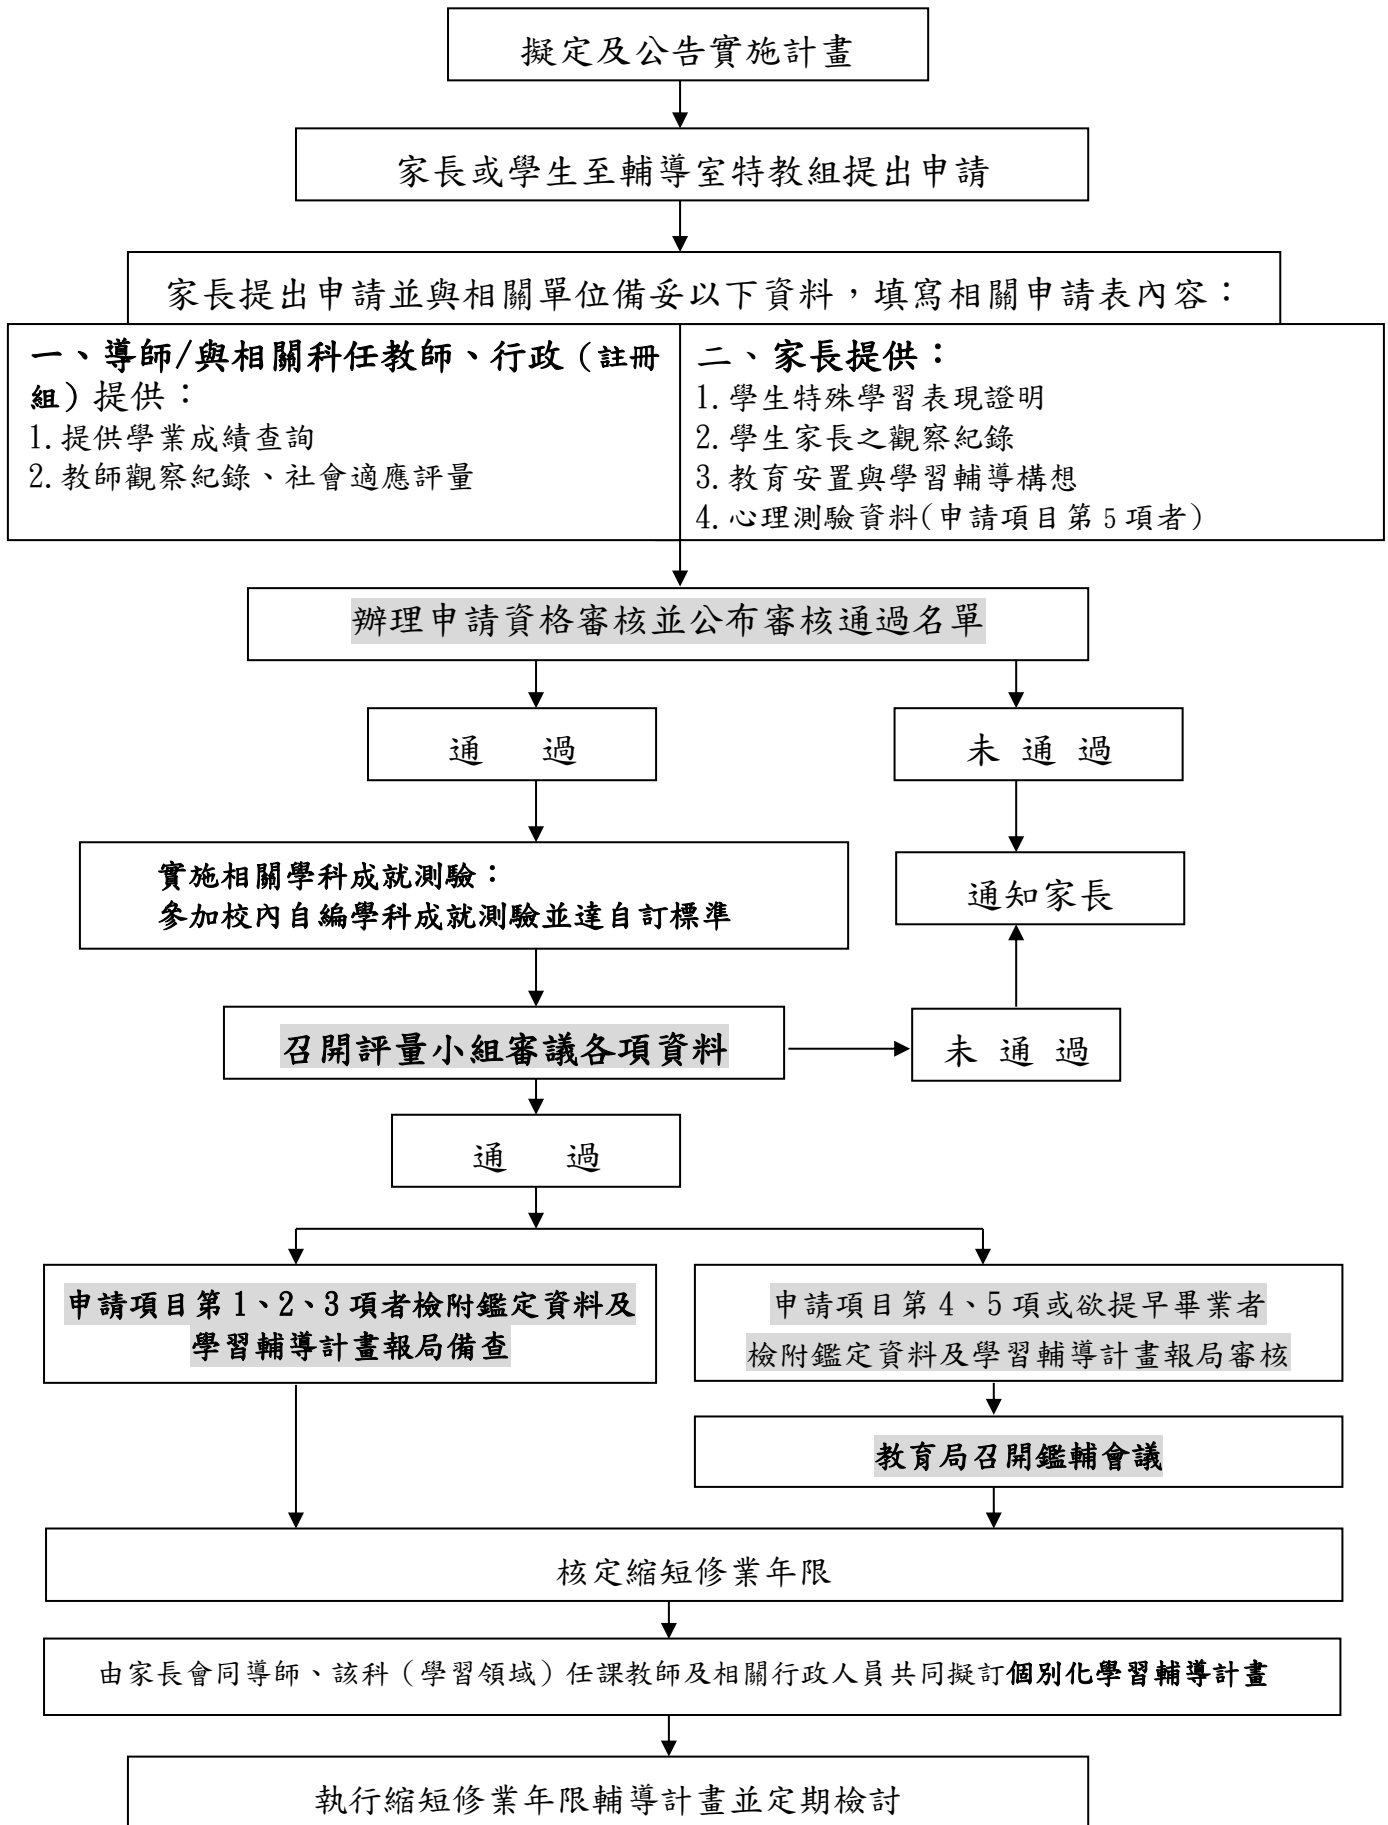 擬定及公告實施計畫
家長或學生至輔導室特教組提出申請
家長提出申請並與相關單位備妥以下資料，填寫相關申請表內容：
一、導師/與相關科任教師、行政（註冊
組）提供：
1.提供學業成績查詢
2.教師觀察紀錄、社會適應評量
二、家長提供：
1.學生特殊學習表現證明
2.學生家長之觀察紀錄
3.教育安置與學習輔導構想
4.心理測驗資料(申請項目第5項者)
辦理申請資格審核並公布審核通過名單
通 過
未 通 過
實施相關學科成就測驗：
參加校內自編學科成就測驗並達自訂標準
通知家長
召開評量小組審議各項資料
未 通 過
通 過
申請項目第1、2、3項者檢附鑑定資料及
學習輔導計畫報局備查
申請項目第4、5項或欲提早畢業者
檢附鑑定資料及學習輔導計畫報局審核
教育局召開鑑輔會議
核定縮短修業年限
由家長會同導師、該科（學習領域）任課教師及相關行政人員共同擬訂個別化學習輔導計畫
執行縮短修業年限輔導計畫並定期檢討